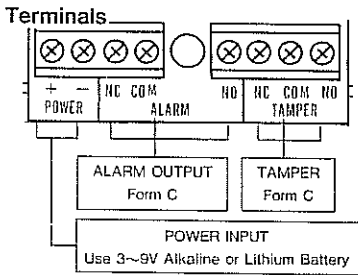 Terminals
+ − NC COM NO NC COM NO
POWER ALARM TAMPER
ALARM OUTPUT
Form C
TAMPER
Form C
POWER INPUT
Use 3~9V Alkaline or Lithium Battery